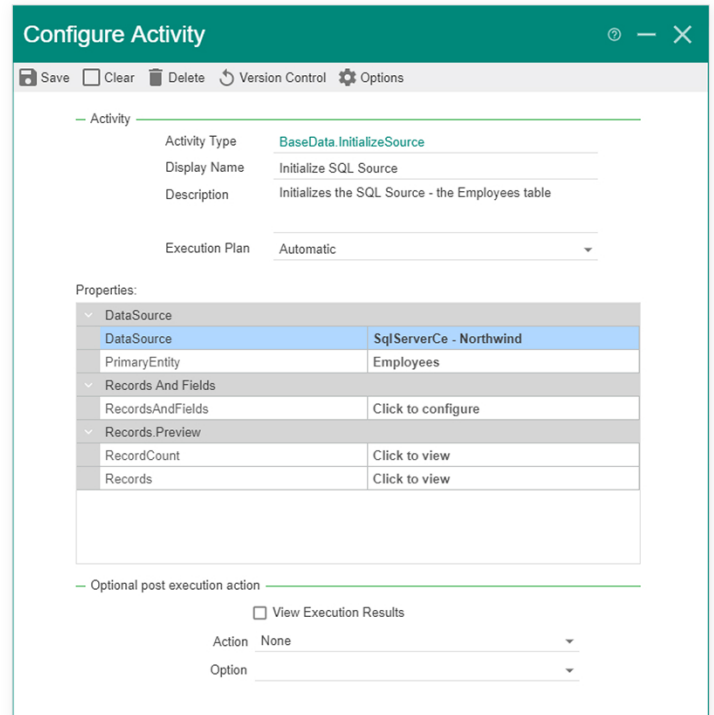 Configure Activity
Save Clear Delete Version Control Options
Activity
Activity Type BaseData.InitializeSource
Display Name Initialize SQL Source
Description Initializes the SQL Source - the Employees table
Execution Plan Automatic
Properties:
DataSource
DataSource SqlServerCe - Northwind
PrimaryEntity Employees
Records And Fields
RecordsAndFields Click to configure
Records.Preview
RecordCount Click to view
Records Click to view
Optional post execution action
View Execution Results
Action None
Option